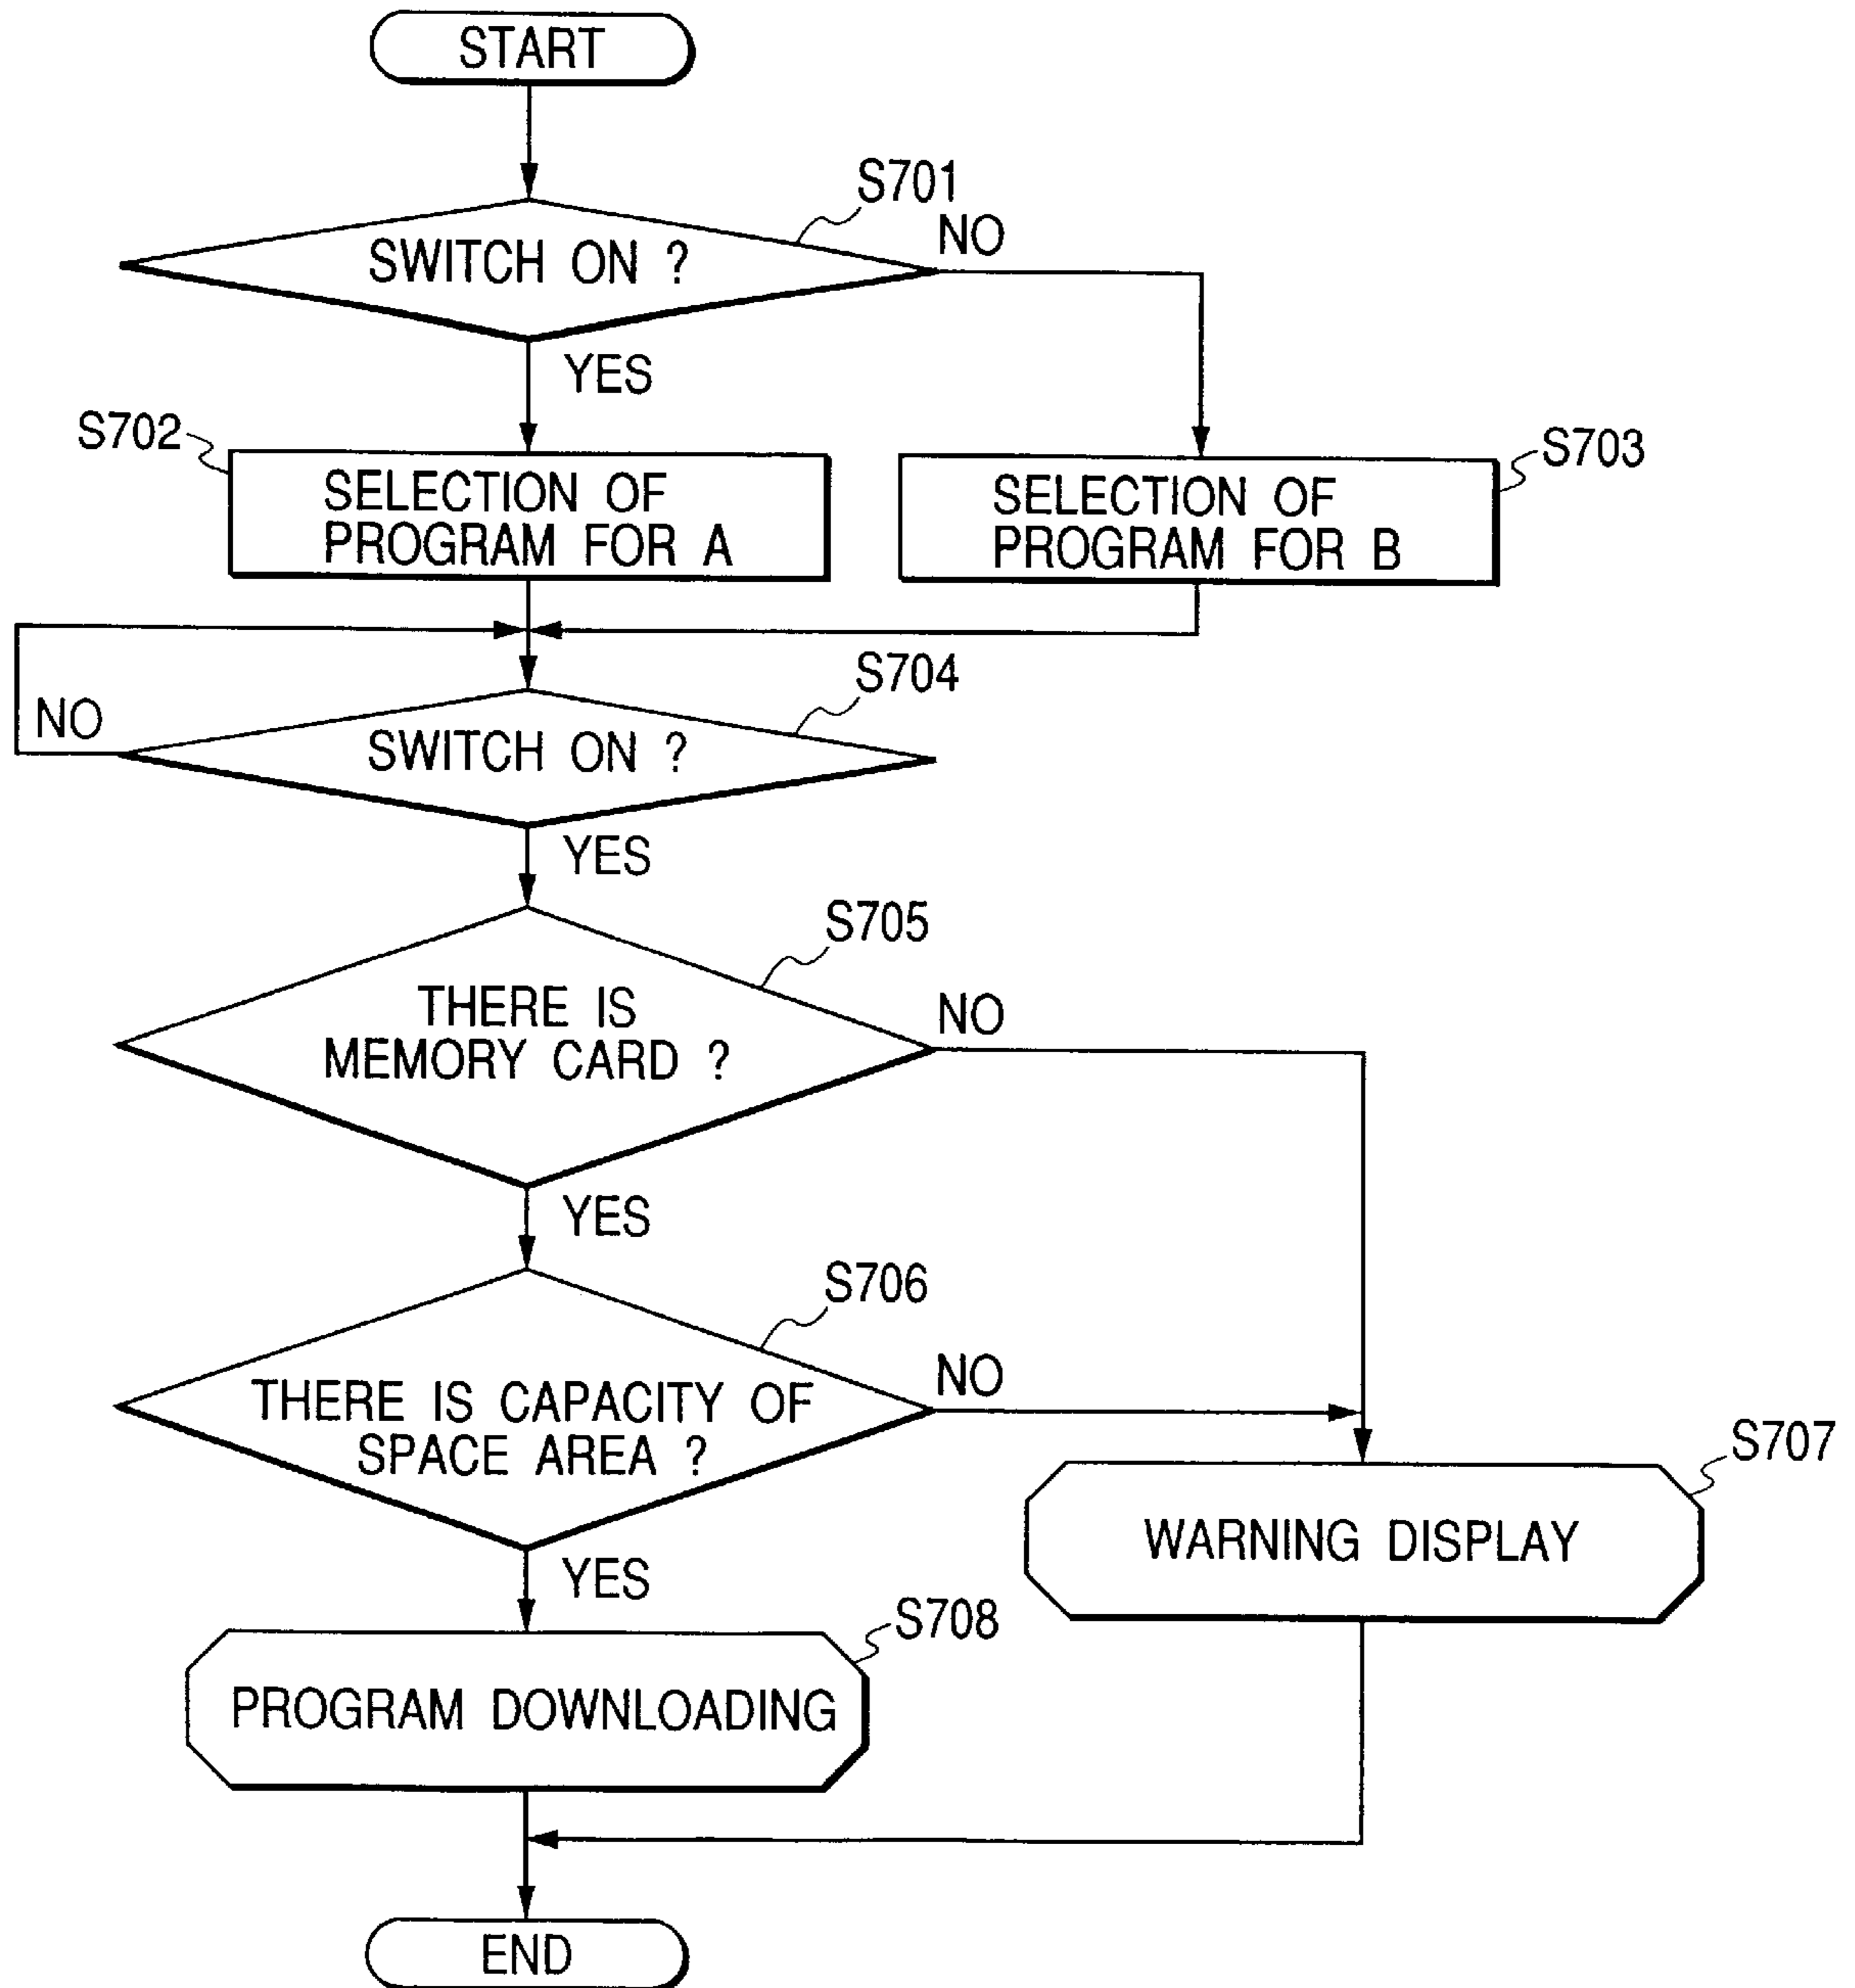 START
S701
SWITCH ON ?
NO
YES
S702
SELECTION OF
PROGRAM FOR A
S703
SELECTION OF
PROGRAM FOR B
S704
NO
SWITCH ON ?
YES
S705
THERE IS
MEMORY CARD ?
NO
YES
S706
THERE IS CAPACITY OF
SPACE AREA ?
NO
S707
WARNING DISPLAY
YES
S708
PROGRAM DOWNLOADING
END